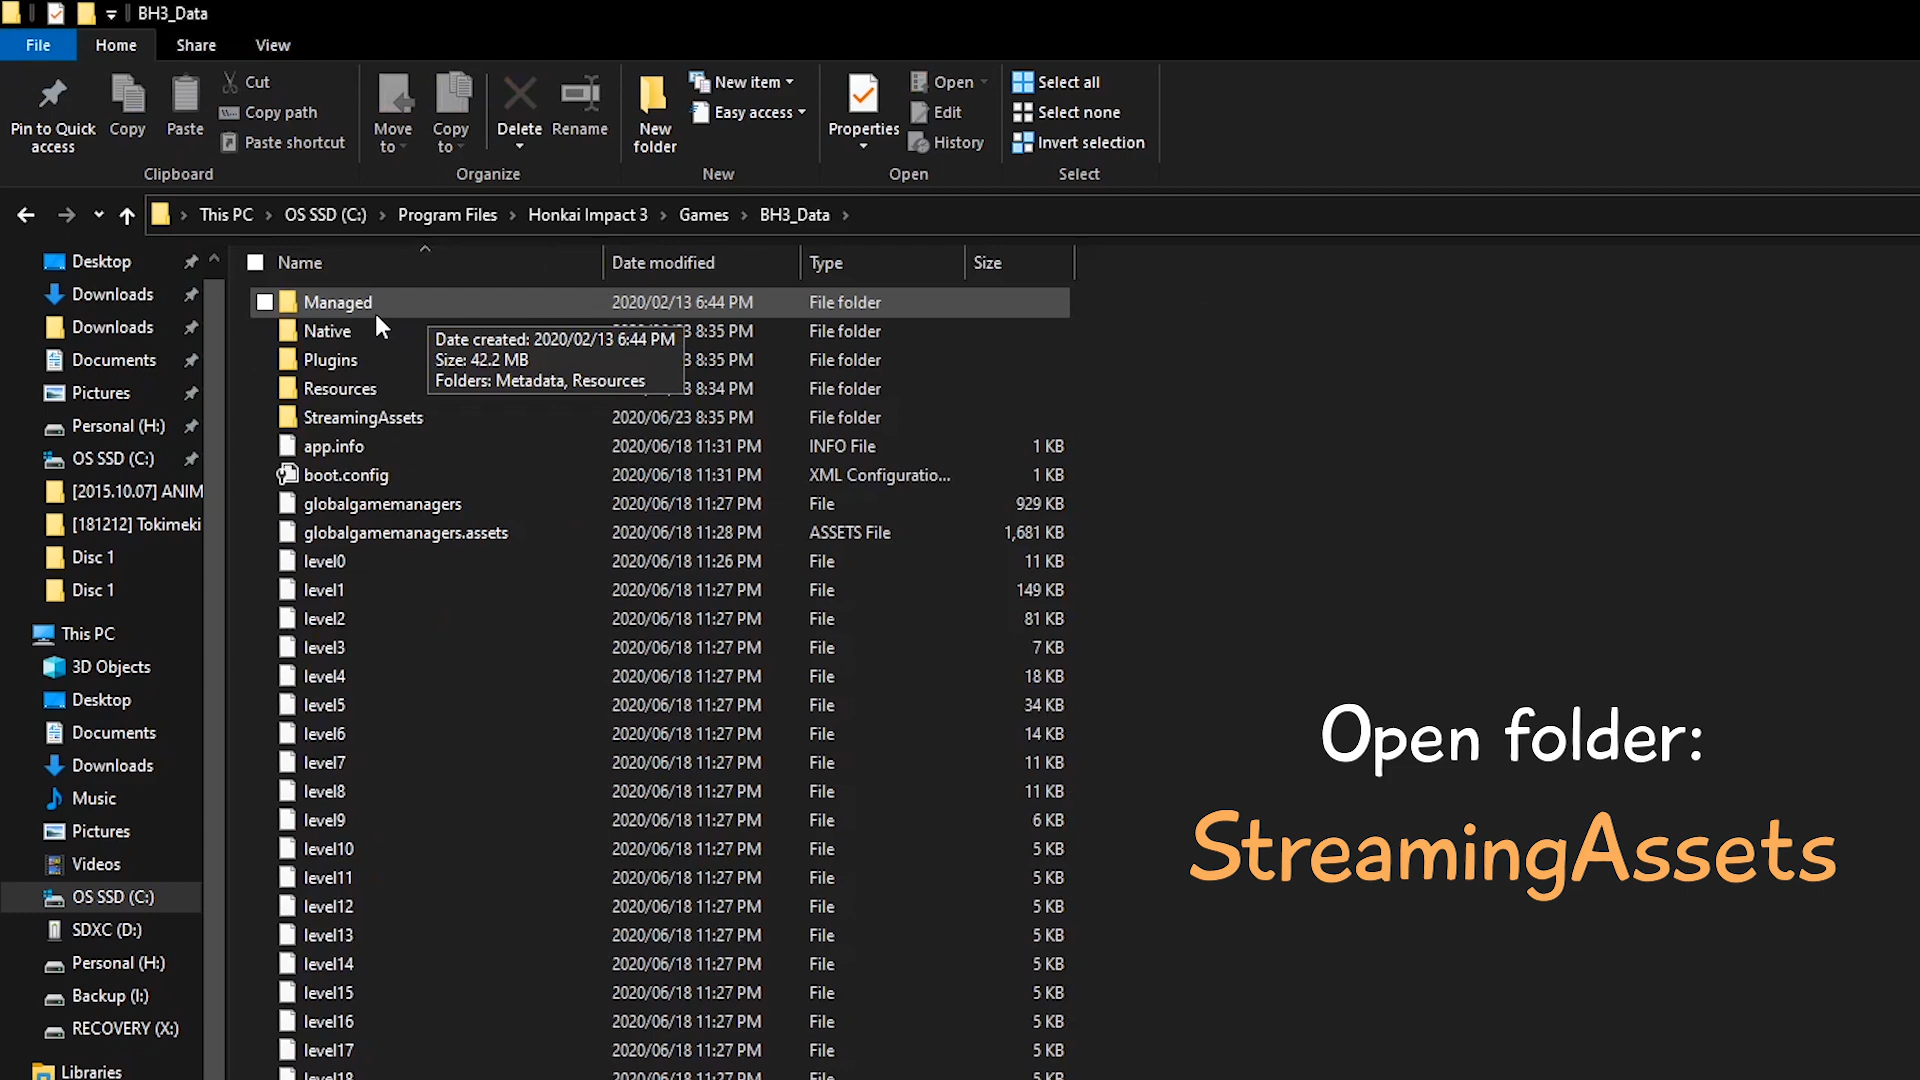 BH3_Data
File Home Share View
Pin to Quick access
Copy
Paste
Cut
Copy path
Paste shortcut
Clipboard
Move to
Copy to
Delete
Rename
Organize
New folder
New item
Easy access
New
Properties
Open
Edit
History
Open
Select all
Select none
Invert selection
Select
This PC > OS SSD (C:) > Program Files > Honkai Impact 3 > Games > BH3_Data >
Desktop
Downloads
Downloads
Documents
Pictures
Personal (H:)
OS SSD (C:)
[2015.10.07] ANIM
[181212] Tokimeki
Disc 1
Disc 1
This PC
3D Objects
Desktop
Documents
Downloads
Music
Pictures
Videos
OS SSD (C:)
SDXC (D:)
Personal (H:)
Backup (I:)
RECOVERY (X:)
Libraries
Name Date modified Type Size
Managed 2020/02/13 6:44 PM File folder
Native 8:35 PM File folder
Plugins 3 8:35 PM File folder
Resources 3 8:34 PM File folder
Date created: 2020/02/13 6:44 PM
Size: 42.2 MB
Folders: Metadata, Resources
StreamingAssets 2020/06/23 8:35 PM File folder
app.info 2020/06/18 11:31 PM INFO File 1 KB
boot.config 2020/06/18 11:31 PM XML Configuratio... 1 KB
globalgamemanagers 2020/06/18 11:27 PM File 929 KB
globalgamemanagers.assets 2020/06/18 11:28 PM ASSETS File 1,681 KB
level0 2020/06/18 11:26 PM File 11 KB
level1 2020/06/18 11:27 PM File 149 KB
level2 2020/06/18 11:27 PM File 81 KB
level3 2020/06/18 11:27 PM File 7 KB
level4 2020/06/18 11:27 PM File 18 KB
level5 2020/06/18 11:27 PM File 34 KB
level6 2020/06/18 11:27 PM File 14 KB
level7 2020/06/18 11:27 PM File 11 KB
level8 2020/06/18 11:27 PM File 11 KB
level9 2020/06/18 11:27 PM File 6 KB
level10 2020/06/18 11:27 PM File 5 KB
level11 2020/06/18 11:27 PM File 5 KB
level12 2020/06/18 11:27 PM File 5 KB
level13 2020/06/18 11:27 PM File 5 KB
level14 2020/06/18 11:27 PM File 5 KB
level15 2020/06/18 11:27 PM File 5 KB
level16 2020/06/18 11:27 PM File 5 KB
level17 2020/06/18 11:27 PM File 5 KB
Open folder:
StreamingAssets